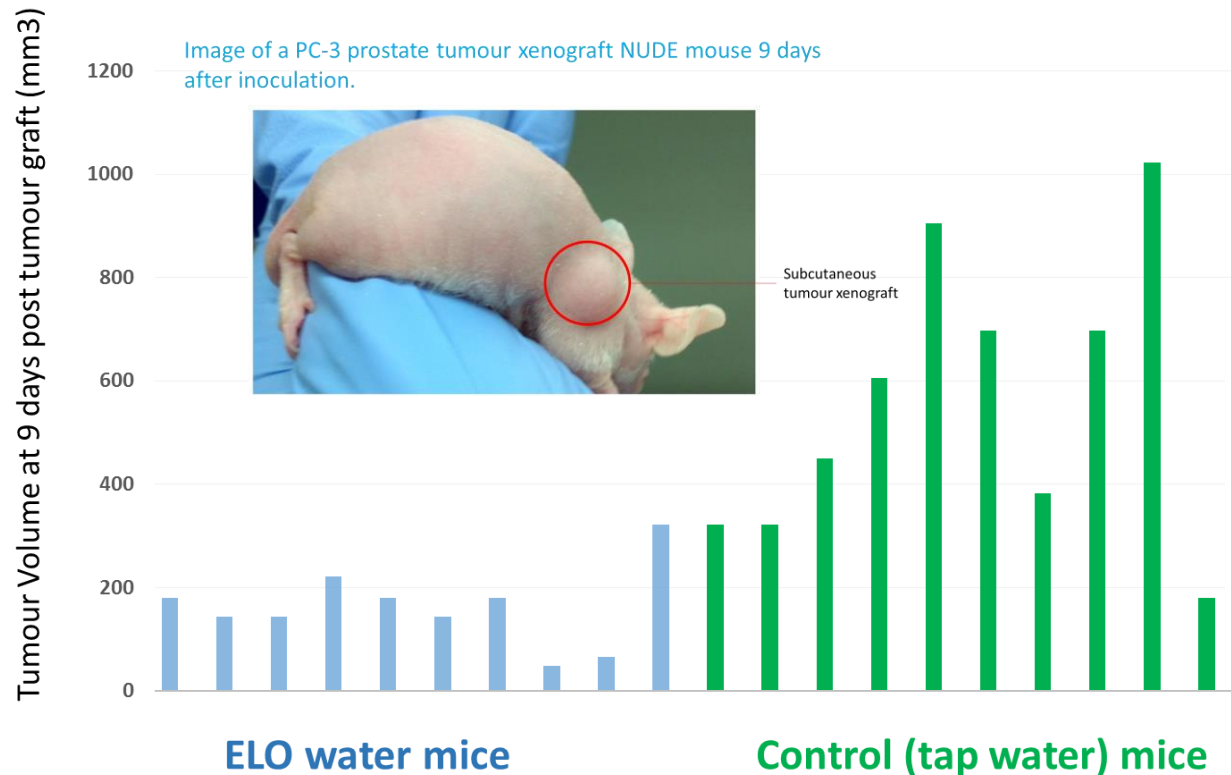 Tumour Volume at 9 days post tumour graft (mm3)
Image of a PC-3 prostate tumour xenograft NUDE mouse 9 days
after inoculation.
1200
1000
800
600
400
200
0
Subcutaneous
tumour xenograft
ELO water mice
Control (tap water) mice